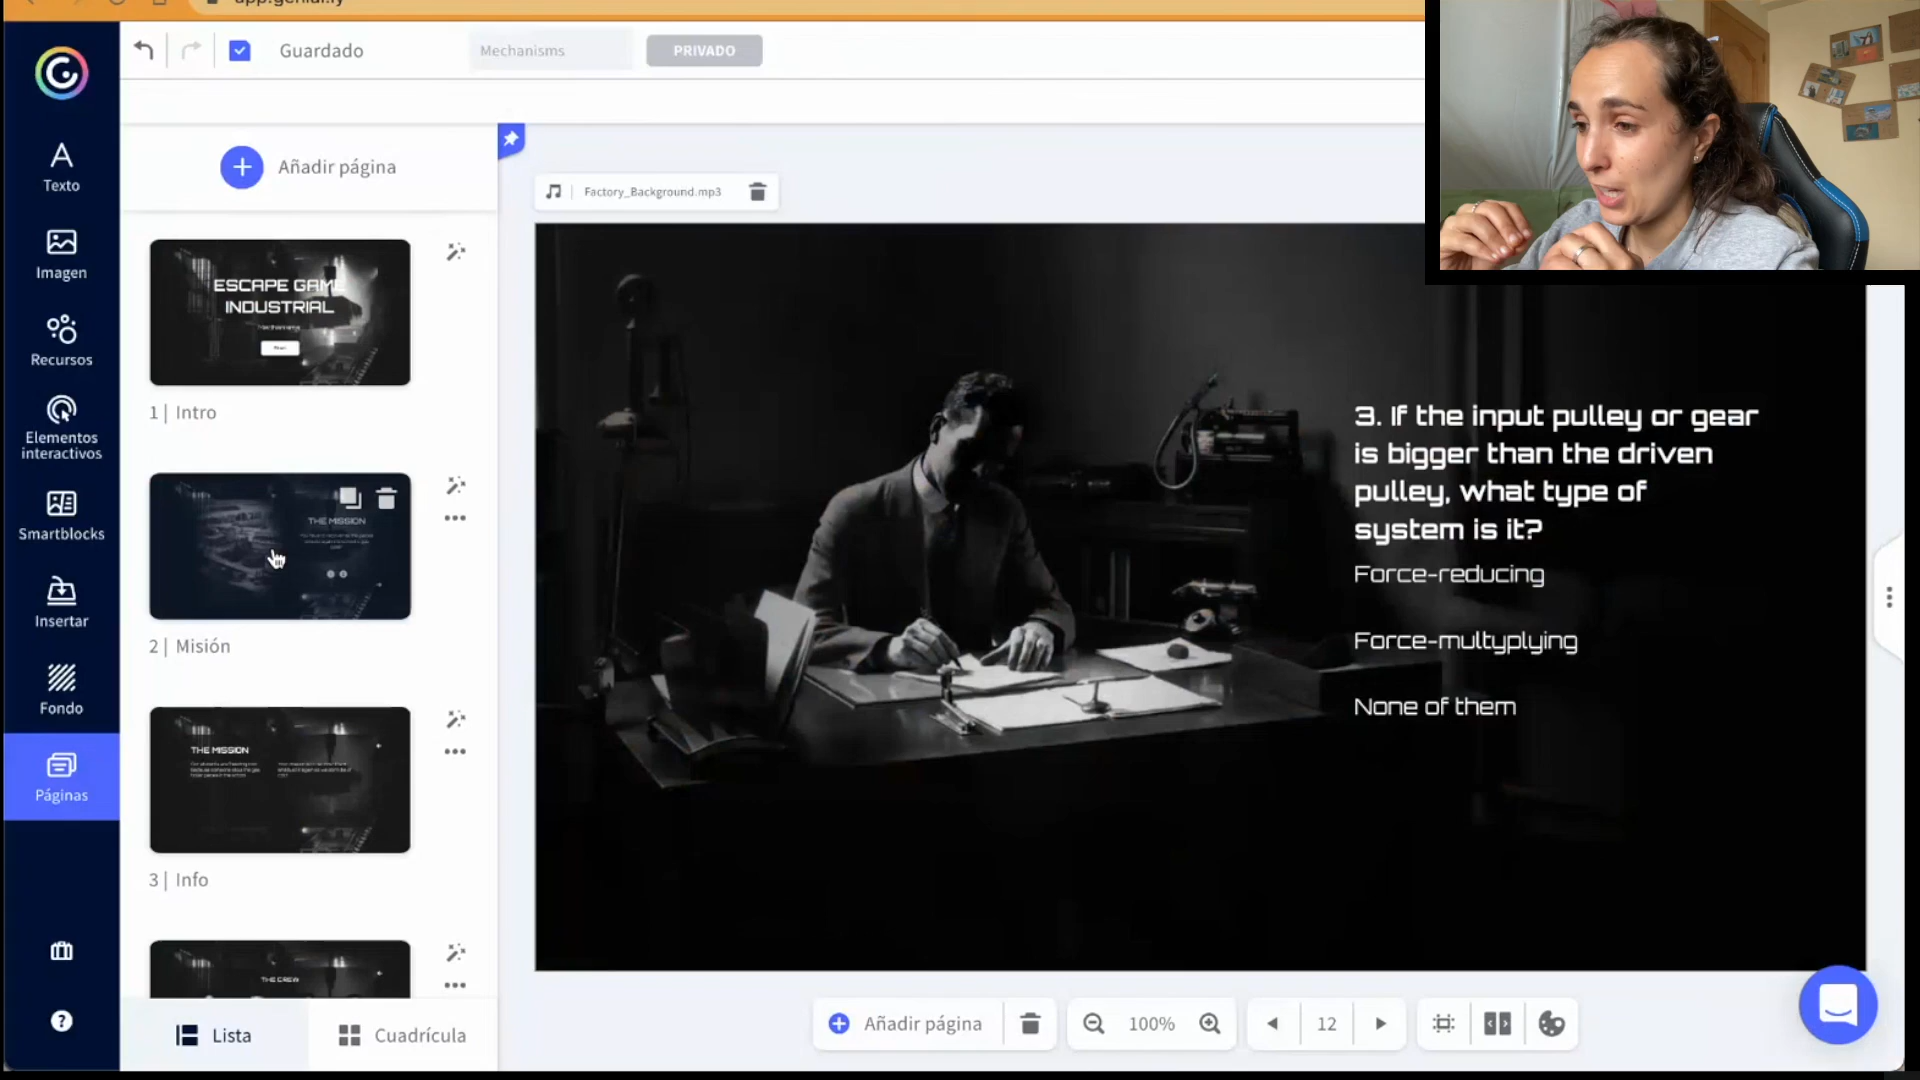 app.genial.ly
Guardado
Mechanisms
PRIVADO
Texto
Imagen
Recursos
Elementos
interactivos
Smartblocks
Insertar
Fondo
Páginas
Añadir página
ESCAPE GAME
INDUSTRIAL
1 | Intro
THE MISSION
2 | Misión
THE MISSION
3 | Info
THE CREW
Lista
Cuadrícula
Factory_Background.mp3
3. If the input pulley or gear
is bigger than the driven
pulley, what type of
system is it?
Force-reducing
Force-multyplying
None of them
Añadir página
100%
12